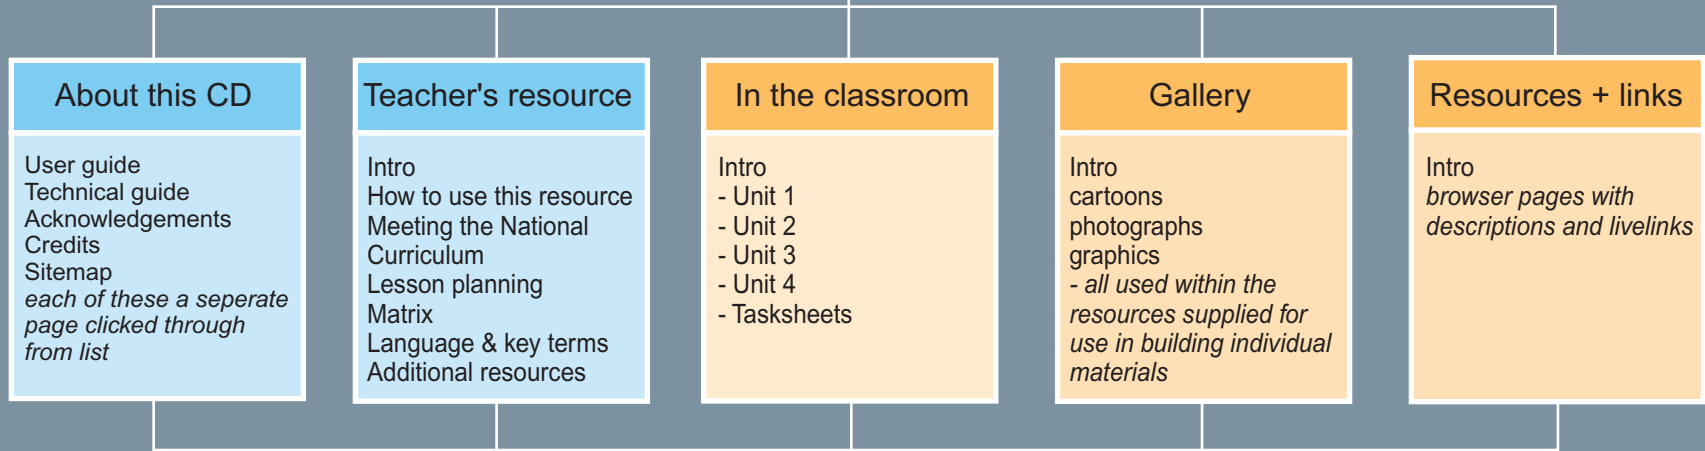 About this CD
User guide
Technical guide
Acknowledgements
Credits
Sitemap
each of these a seperate
page clicked through
from list
Teacher's resource
Intro
How to use this resource
Meeting the National
Curriculum
Lesson planning
Matrix
Language & key terms
Additional resources
In the classroom
Intro
- Unit 1
- Unit 2
- Unit 3
- Unit 4
- Tasksheets
Gallery
Intro
cartoons
photographs
graphics
- all used within the
resources supplied for
use in building individual
materials
Resources + links
Intro
browser pages with
descriptions and livelinks